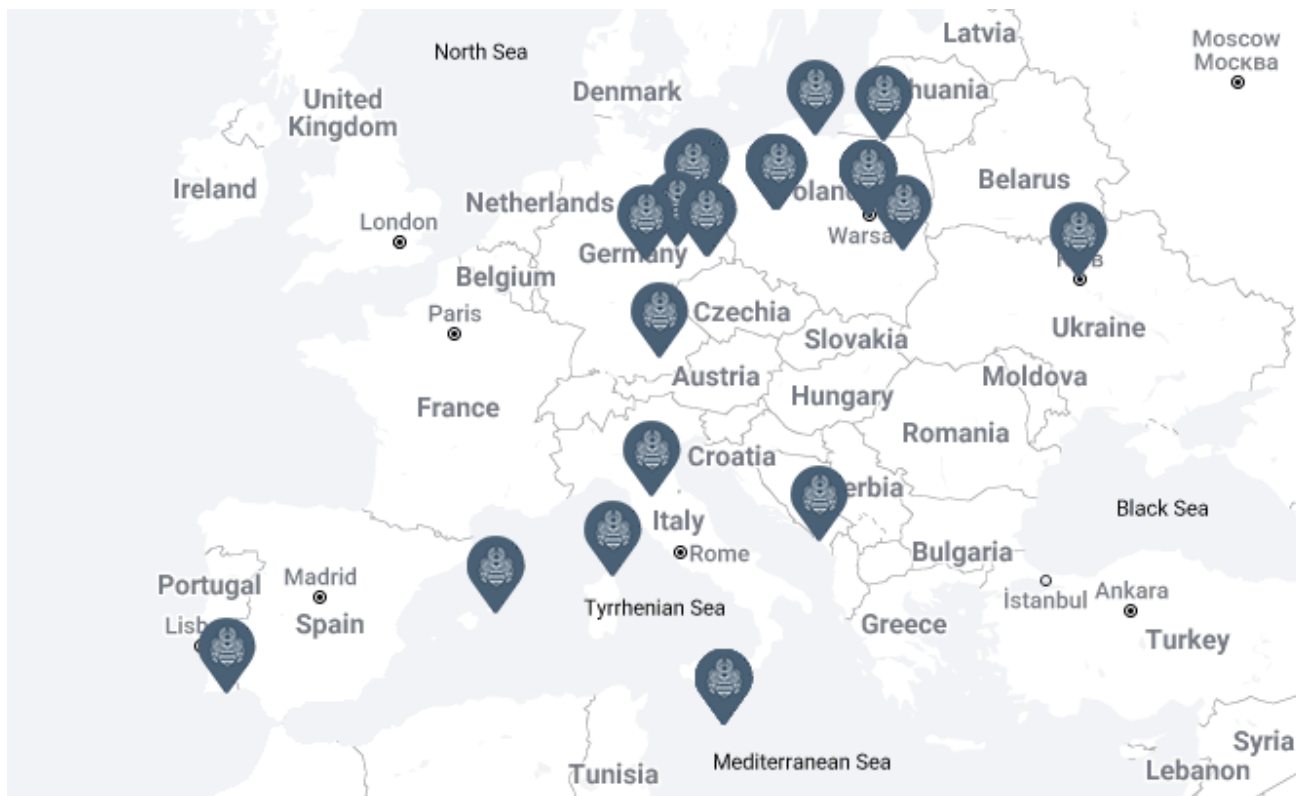 Latvia
Moscow
Москва
North Sea
Denmark
United
Kingdom
Ireland
Netherlands
Belarus
London
Germany
Belgium
Paris
Czechia
Slovakia
Ukraine
Austria
Moldova
Hungary
France
Romania
Croatia
Black Sea
Italy
Rome
Bulgaria
Portugal
Madrid
Spain
Tyrrhenian Sea
İstanbul
Ankara
Greece
Turkey
Syria
Mediterranean Sea
Tunisia
Lebanon